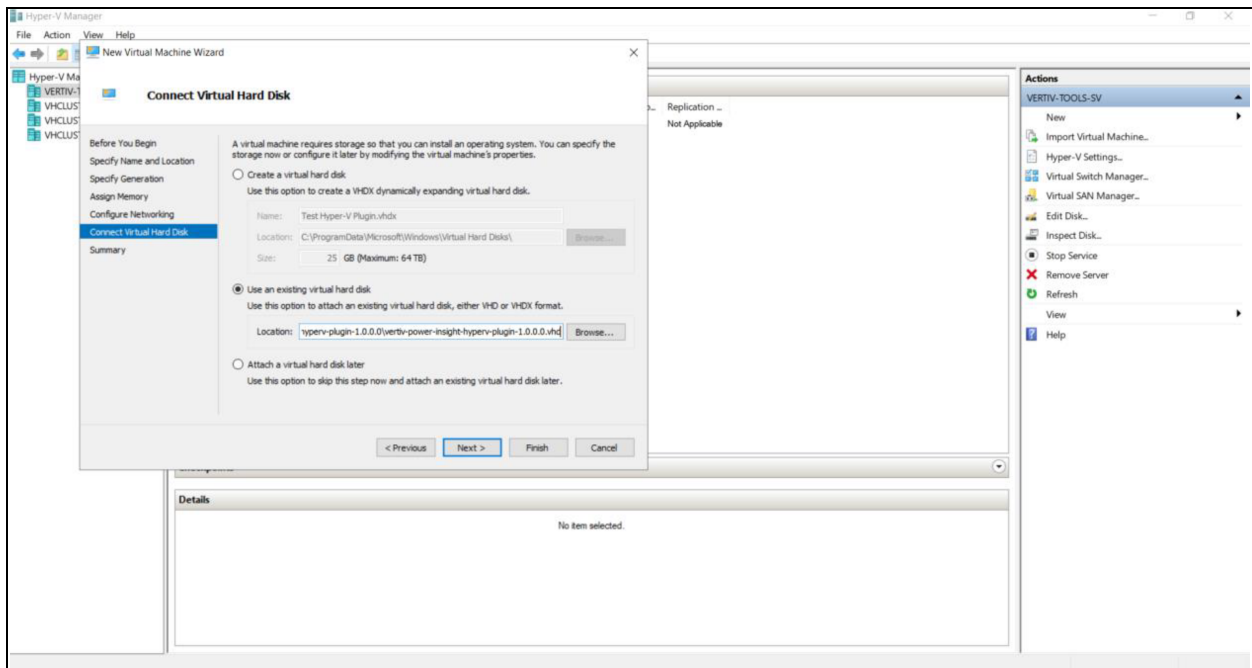 Hyper-V Manager
File Action View Help
New Virtual Machine Wizard
Connect Virtual Hard Disk
Hyper-V Ma
VERTIV-T
VHCLUST
VHCLUS
VHCLUS
Before You Begin
Specify Name and Location
Specify Generation
Assign Memory
Configure Networking
Connect Virtual Hard Disk
Summary
A virtual machine requires storage so that you can install an operating system. You can specify the
storage now or configure it later by modifying the virtual machine's properties.
Create a virtual hard disk
Use this option to create a VHDX dynamically expanding virtual hard disk.
Name: Test Hyper-V Plugin.vhdx
Location: C:\ProgramData\Microsoft\Windows\Virtual Hard Disks\ Browse...
Size: 25 GB (Maximum: 64 TB)
Use an existing virtual hard disk
Use this option to attach an existing virtual hard disk, either VHD or VHDX format.
Location: yperv-plugin-1.0.0.0\vertiv-power-insight-hyperv-plugin-1.0.0.0.vhd Browse...
Attach a virtual hard disk later
Use this option to skip this step now and attach an existing virtual hard disk later.
< Previous Next > Finish Cancel
Replication ...
Not Applicable
Details
No item selected.
Actions
VERTIV-TOOLS-SV
New
Import Virtual Machine...
Hyper-V Settings...
Virtual Switch Manager...
Virtual SAN Manager...
Edit Disk...
Inspect Disk...
Stop Service
Remove Server
Refresh
View
Help